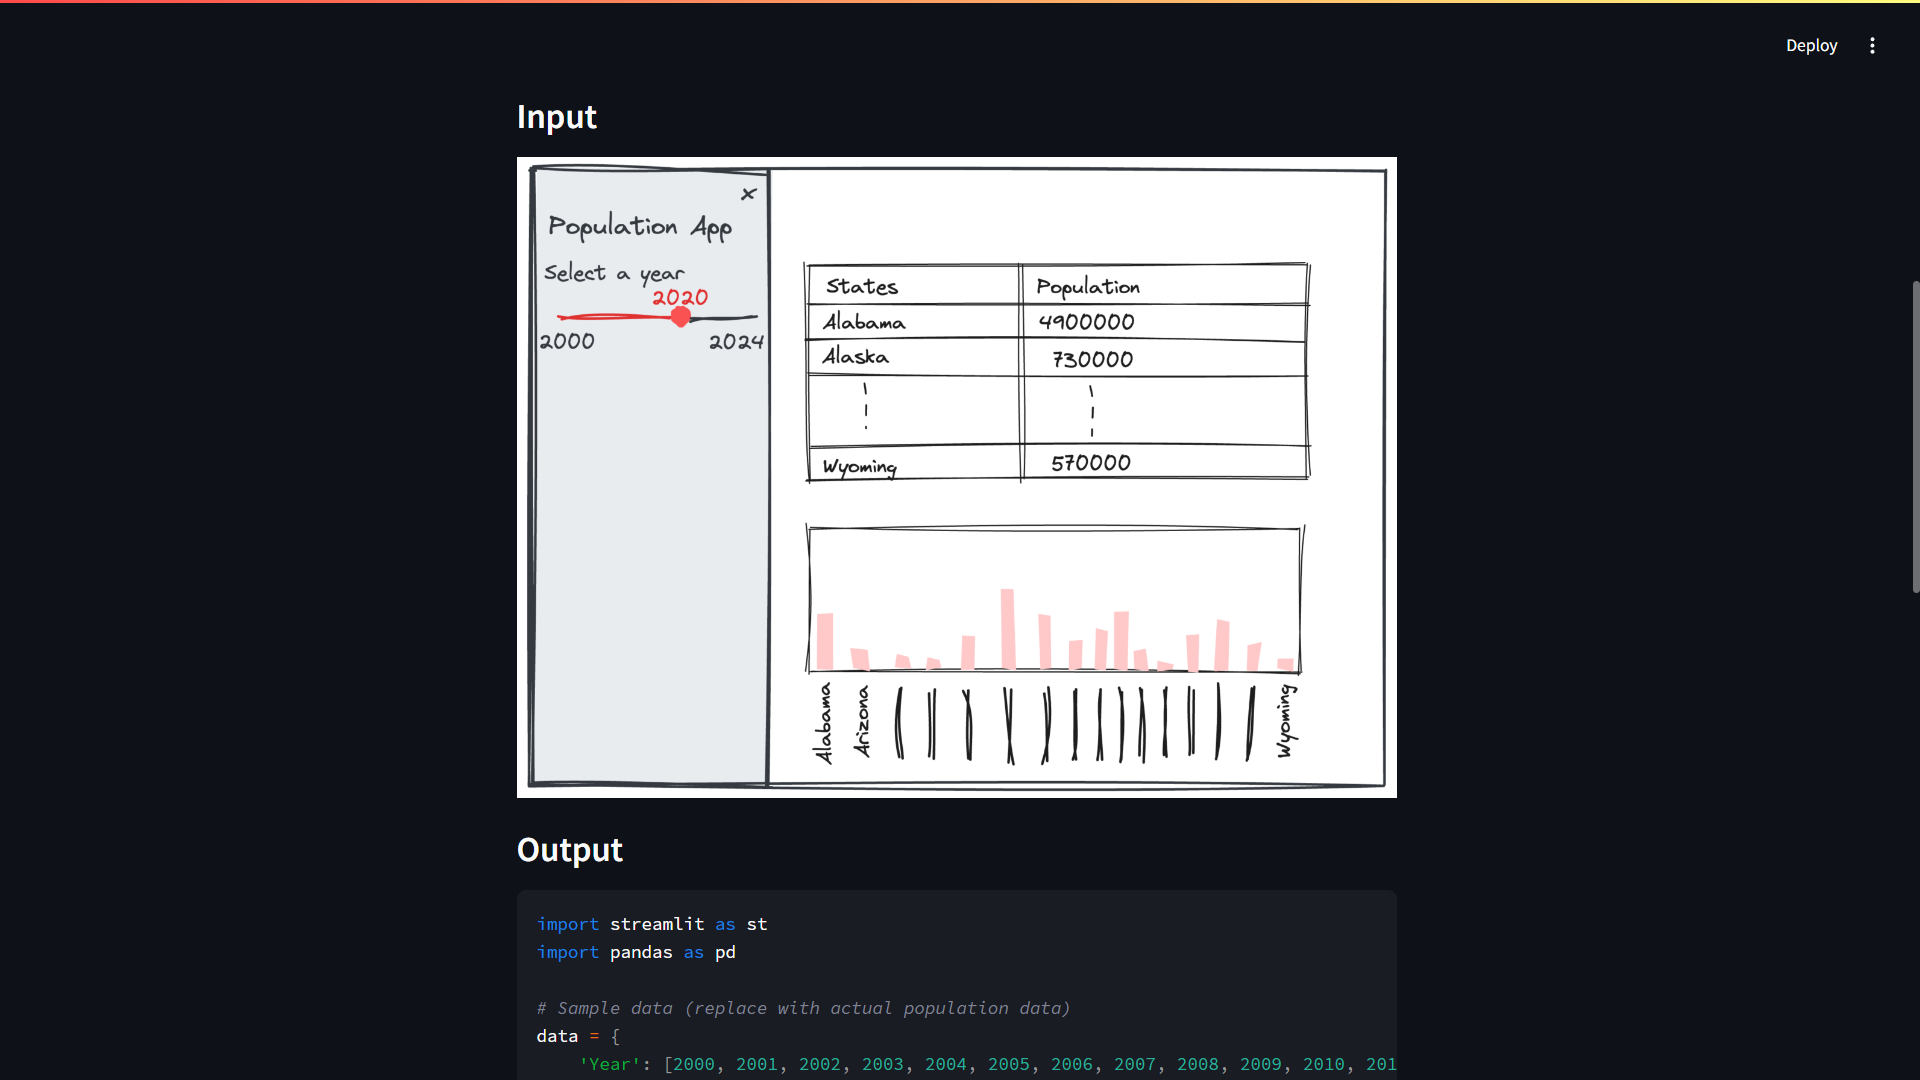 Deploy
Input
x
Population App
Select a year
2020
2000 2024
States Population
Alabama 4900000
Alaska 730000
Wyoming 570000
Alabama Arizona Wyoming
Output
import streamlit as st
import pandas as pd
# Sample data (replace with actual population data)
data = {
'Year': [2000, 2001, 2002, 2003, 2004, 2005, 2006, 2007, 2008, 2009, 2010, 201